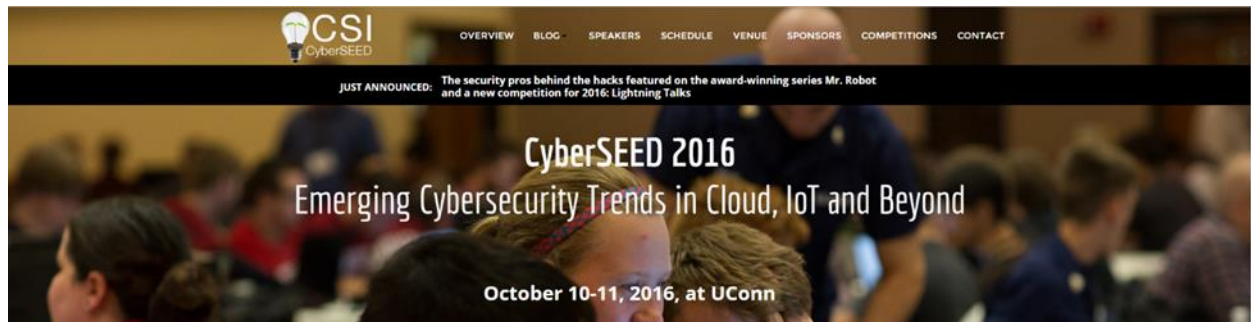 CSI
CyberSEED
OVERVIEW BLOG SPEAKERS SCHEDULE VENUE SPONSORS COMPETITIONS CONTACT
JUST ANNOUNCED: The security pros behind the hacks featured on the award-winning series Mr. Robot
and a new competition for 2016: Lightning Talks
CyberSEED 2016
Emerging Cybersecurity Trends in Cloud, IoT and Beyond
October 10-11, 2016, at UConn